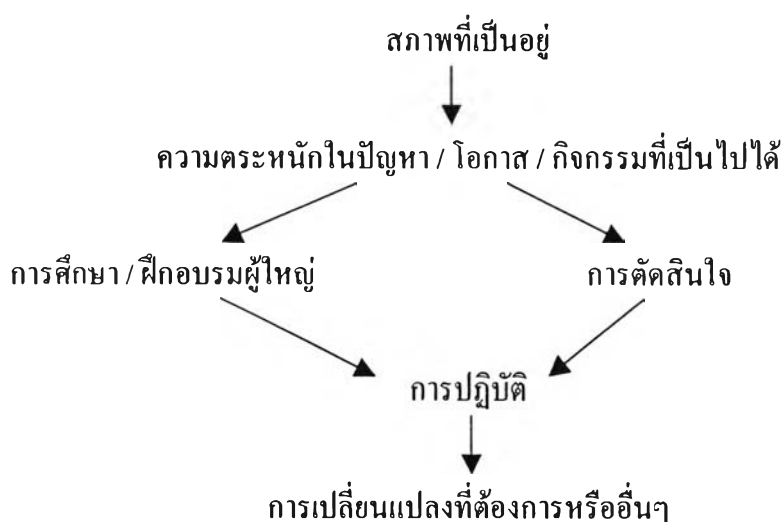 สภาพที่เป็นอยู่
ความตระหนักในปัญหา / โอกาส / กิจกรรมที่เป็นไปได้
การศึกษา / ฝึกอบรมผู้ใหญ่ การตัดสินใจ
การปฏิบัติ
การเปลี่ยนแปลงที่ต้องการหรืออื่นๆ